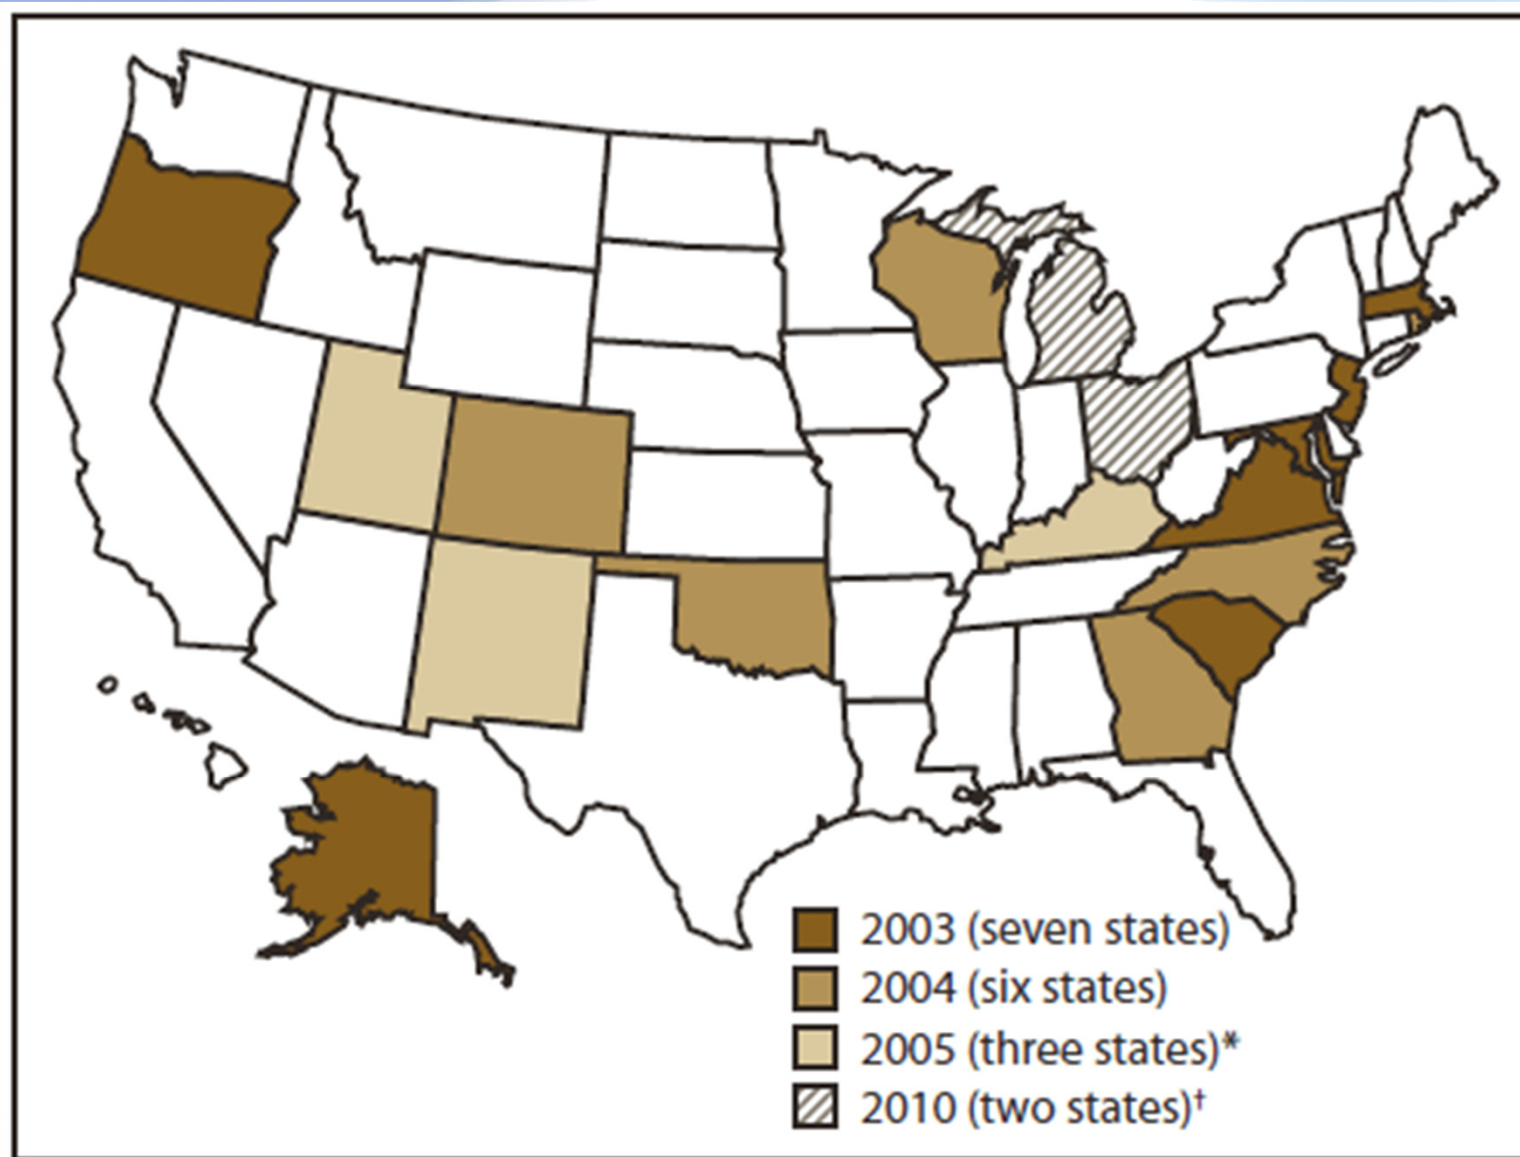 2003 (seven states)
2004 (six states)
2005 (three states)*
2010 (two states)†